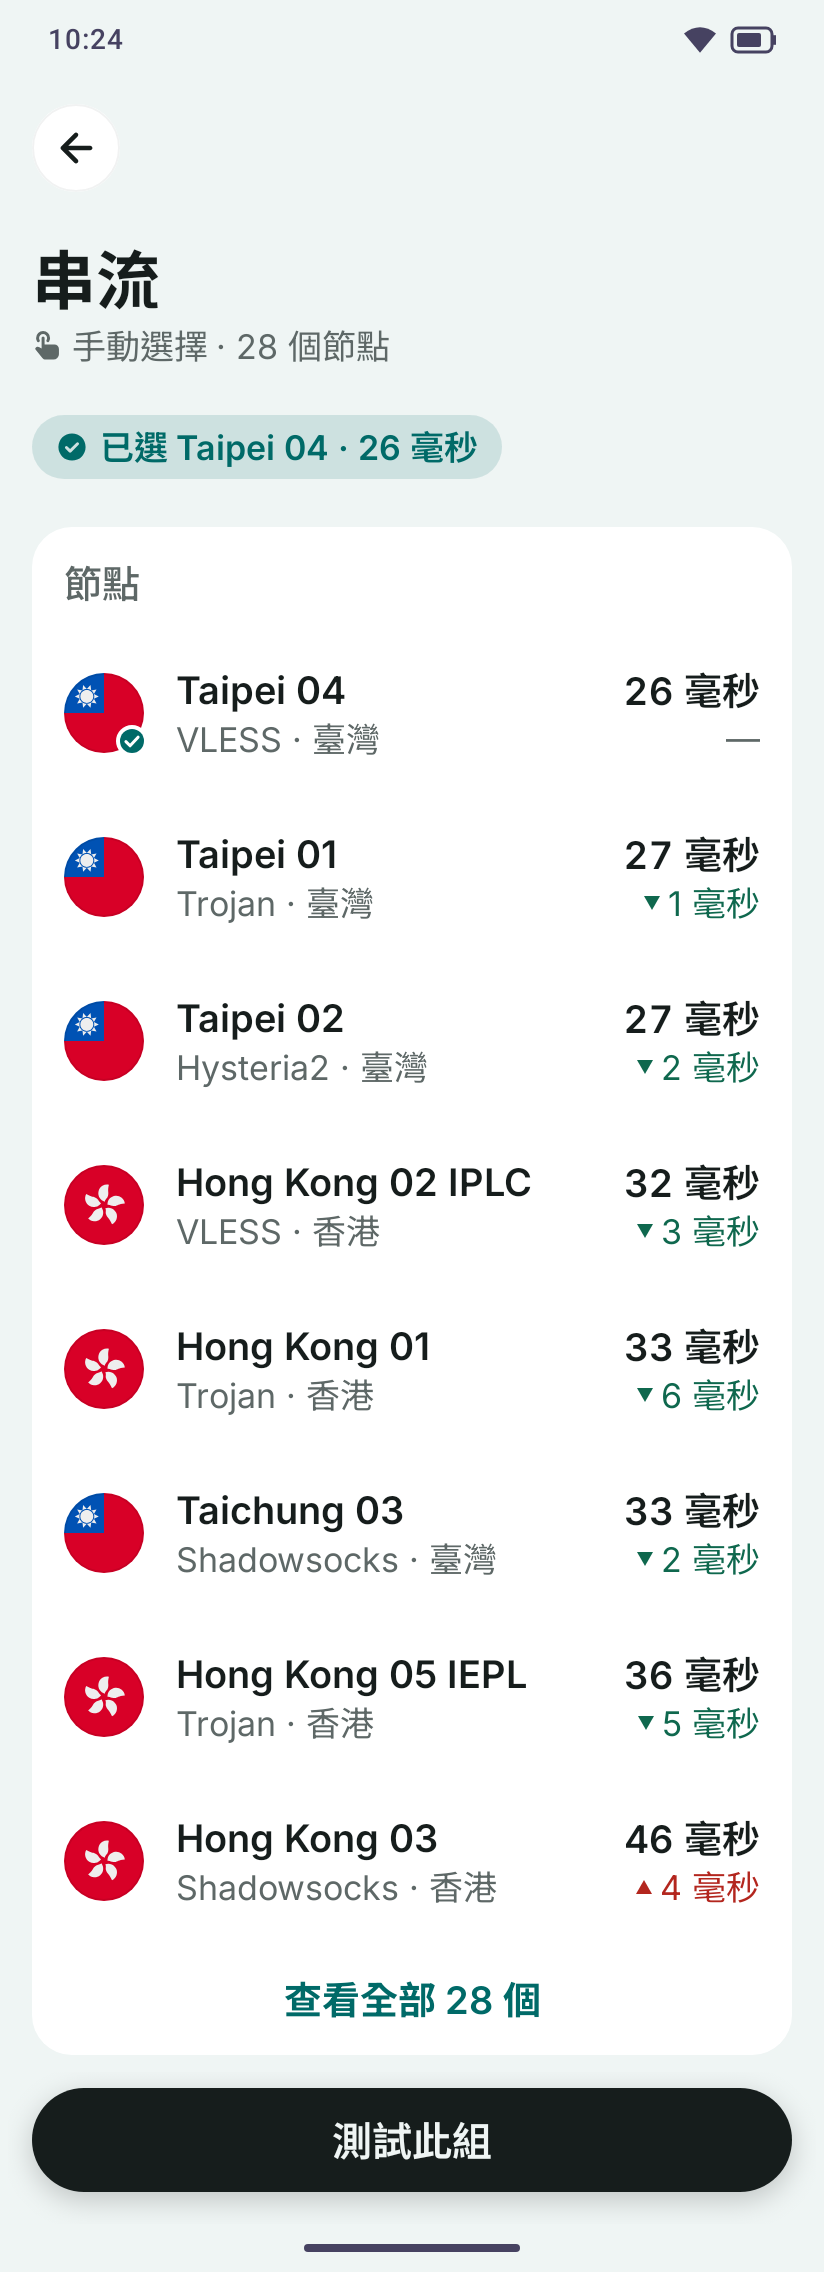 10:24
串流
手動選擇 · 28 個節點
已選 Taipei 04 · 26 毫秒
節點
Taipei 04
26 毫秒
VLESS · 臺灣
—
Taipei 01
27 毫秒
Trojan · 臺灣
▼ 1 毫秒
Taipei 02
27 毫秒
Hysteria2 · 臺灣
▼ 2 毫秒
Hong Kong 02 IPLC
32 毫秒
VLESS · 香港
▼ 3 毫秒
Hong Kong 01
33 毫秒
Trojan · 香港
▼ 6 毫秒
Taichung 03
33 毫秒
Shadowsocks · 臺灣
▼ 2 毫秒
Hong Kong 05 IEPL
36 毫秒
Trojan · 香港
▼ 5 毫秒
Hong Kong 03
46 毫秒
Shadowsocks · 香港
▲ 4 毫秒
查看全部 28 個
測試此組